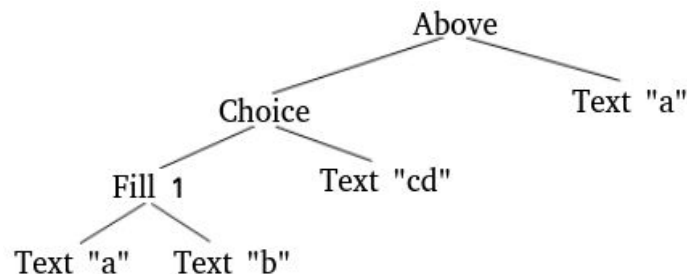 Above
Choice
Text "a"
Fill 1
Text "cd"
Text "a"
Text "b"